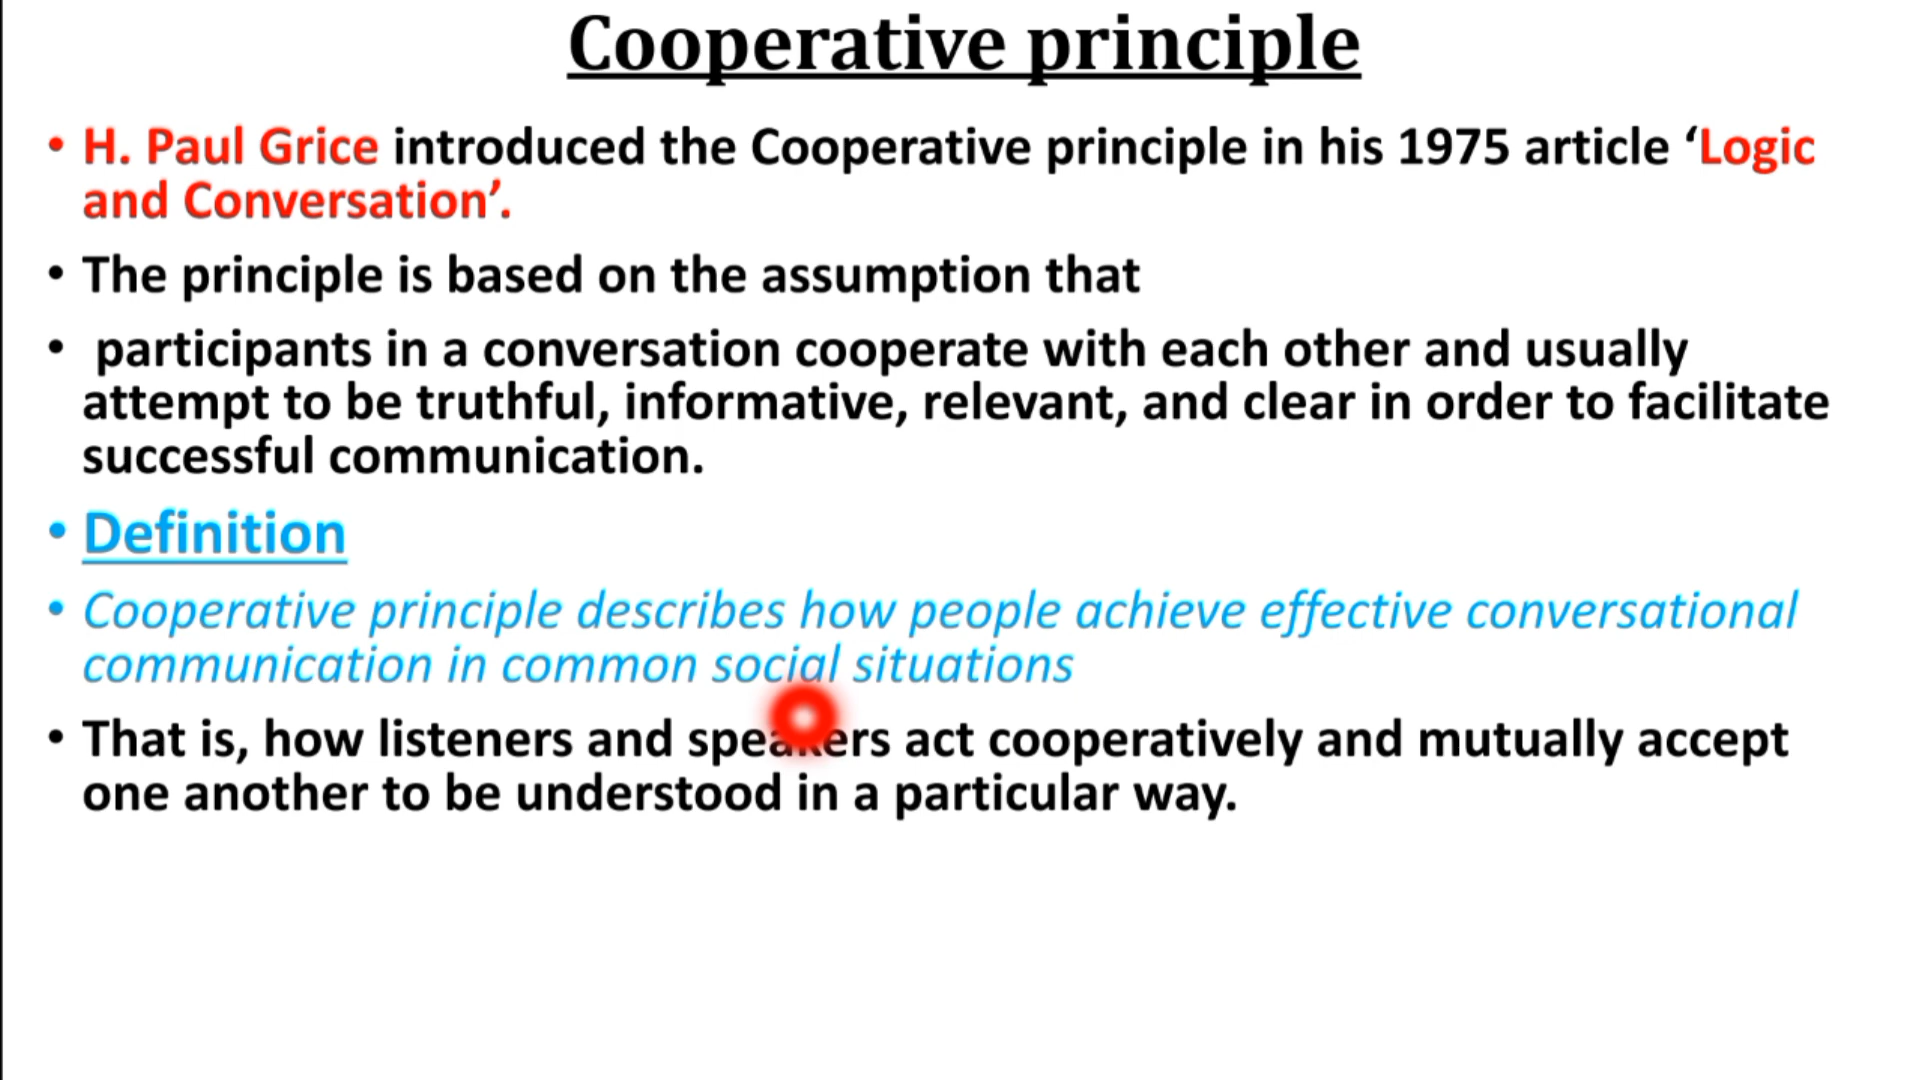 Cooperative principle
• H. Paul Grice introduced the Cooperative principle in his 1975 article ‘Logic
and Conversation’.
• The principle is based on the assumption that
• participants in a conversation cooperate with each other and usually
attempt to be truthful, informative, relevant, and clear in order to facilitate
successful communication.
• Definition
• Cooperative principle describes how people achieve effective conversational
communication in common social situations
• That is, how listeners and speakers act cooperatively and mutually accept
one another to be understood in a particular way.